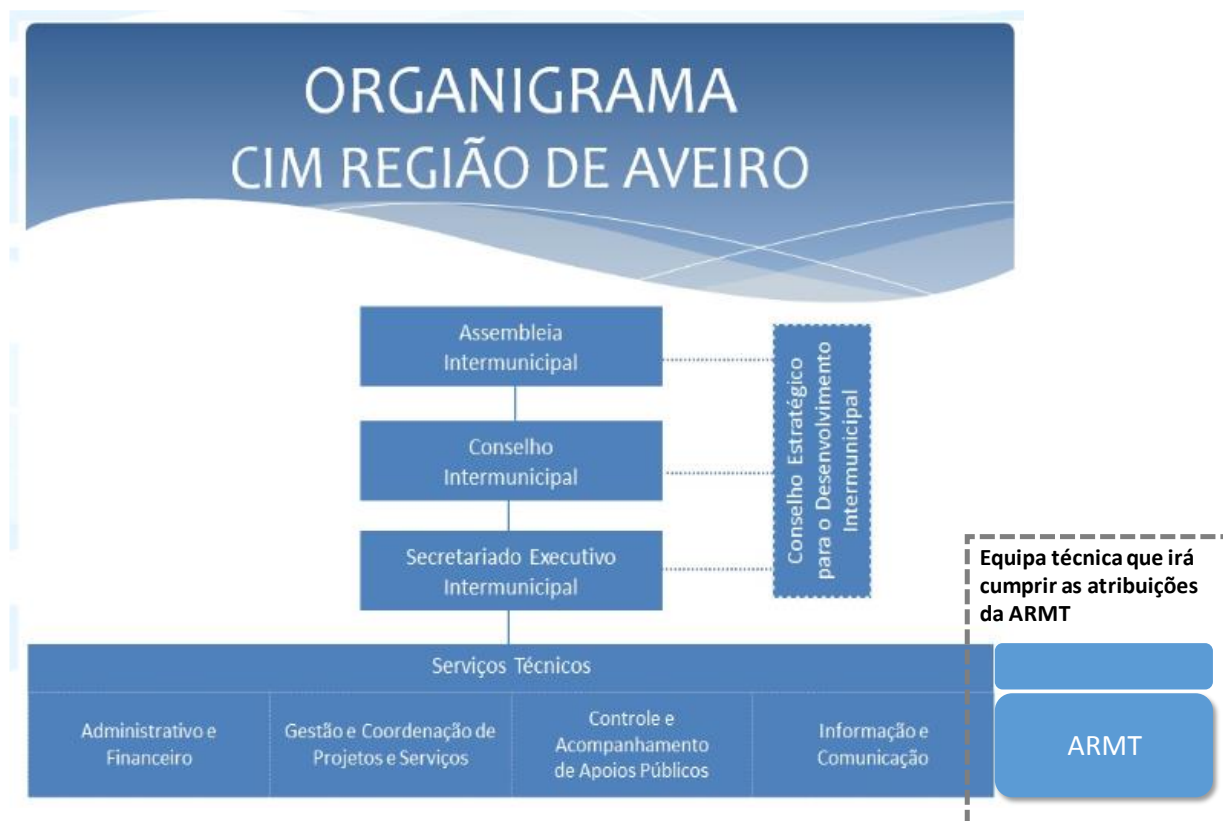 ORGANIGRAMA
CIM REGIÃO DE AVEIRO
Assembleia
Intermunicipal
Conselho
Intermunicipal
Secretariado Executivo
Intermunicipal
Conselho Estratégico
para o Desenvolvimento
Intermunicipal
Equipa técnica que irá
cumprir as atribuições
da ARMT
Serviços Técnicos
Administrativo e
Financeiro
Gestão e Coordenação de
Projetos e Serviços
Controle e
Acompanhamento
de Apoios Públicos
Informação e
Comunicação
ARMT